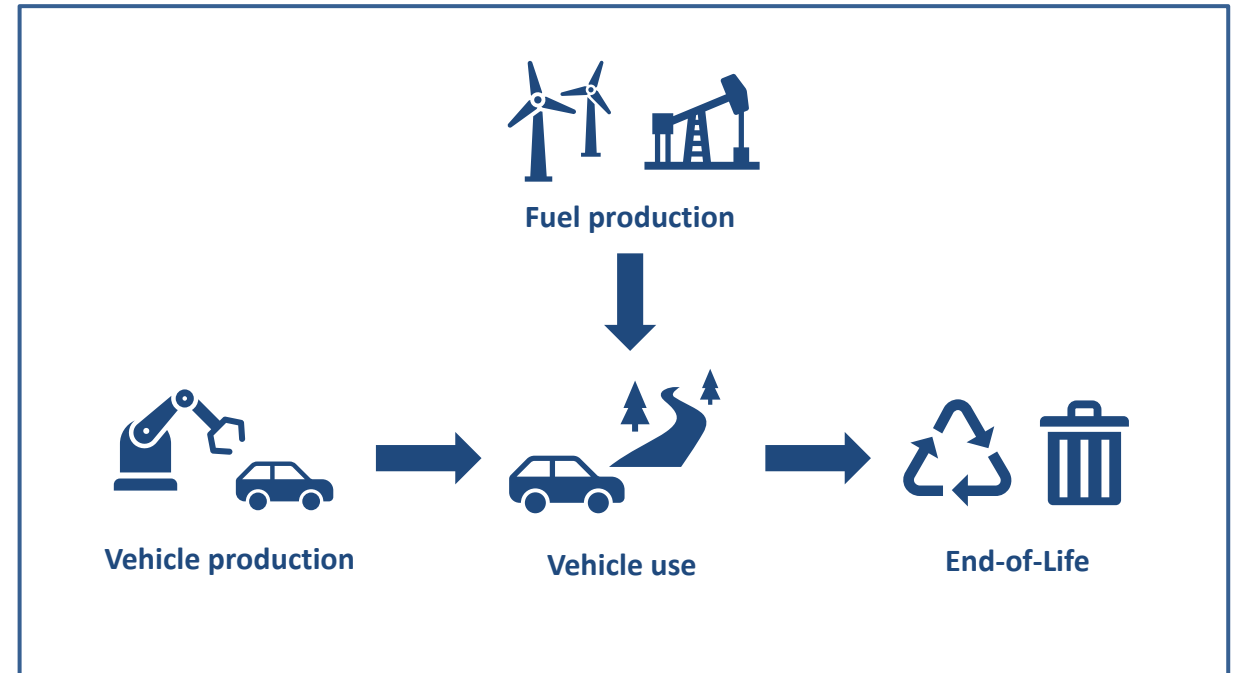 Fuel production
Vehicle production
Vehicle use
End-of-Life